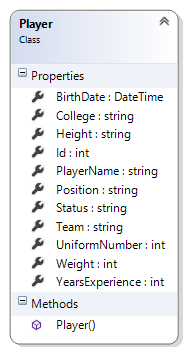 Player
Class
Properties
BirthDate : DateTime
College : string
Height : string
Id : int
PlayerName : string
Position : string
Status : string
Team : string
UniformNumber : int
Weight : int
YearsExperience : int
Methods
Player()